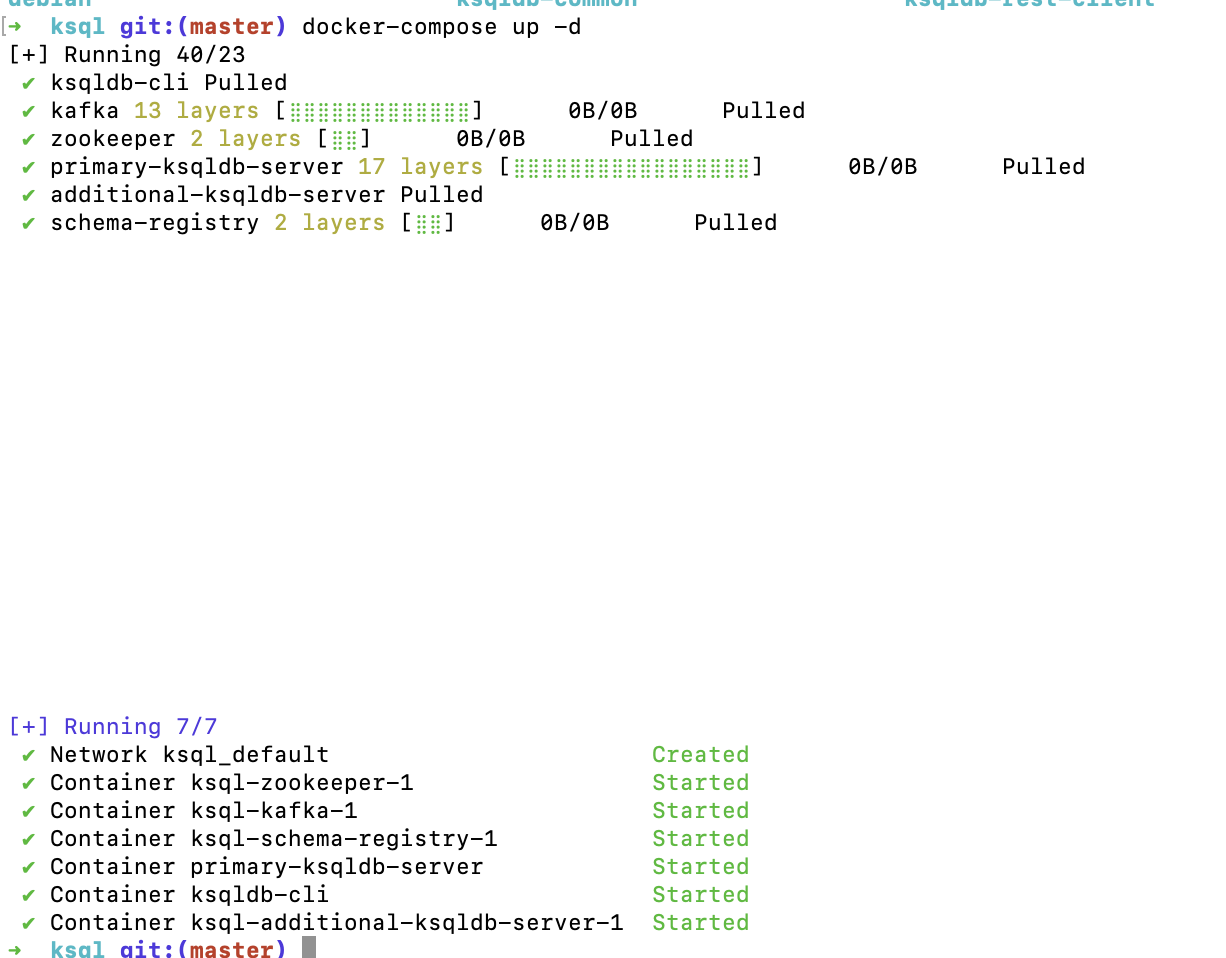 debian ksqldb-common ksqldb-rest-client
[➜ ksql git:(master) docker-compose up -d
[+] Running 40/23
✔ ksqldb-cli Pulled
✔ kafka 13 layers [⣿⣿⣿⣿⣿⣿⣿⣿⣿⣿⣿⣿⣿] 0B/0B Pulled
✔ zookeeper 2 layers [⣿⣿] 0B/0B Pulled
✔ primary-ksqldb-server 17 layers [⣿⣿⣿⣿⣿⣿⣿⣿⣿⣿⣿⣿⣿⣿⣿⣿⣿] 0B/0B Pulled
✔ additional-ksqldb-server Pulled
✔ schema-registry 2 layers [⣿⣿] 0B/0B Pulled
[+] Running 7/7
✔ Network ksql_default Created
✔ Container ksql-zookeeper-1 Started
✔ Container ksql-kafka-1 Started
✔ Container ksql-schema-registry-1 Started
✔ Container primary-ksqldb-server Started
✔ Container ksqldb-cli Started
✔ Container ksql-additional-ksqldb-server-1 Started
➜ ksql git:(master)